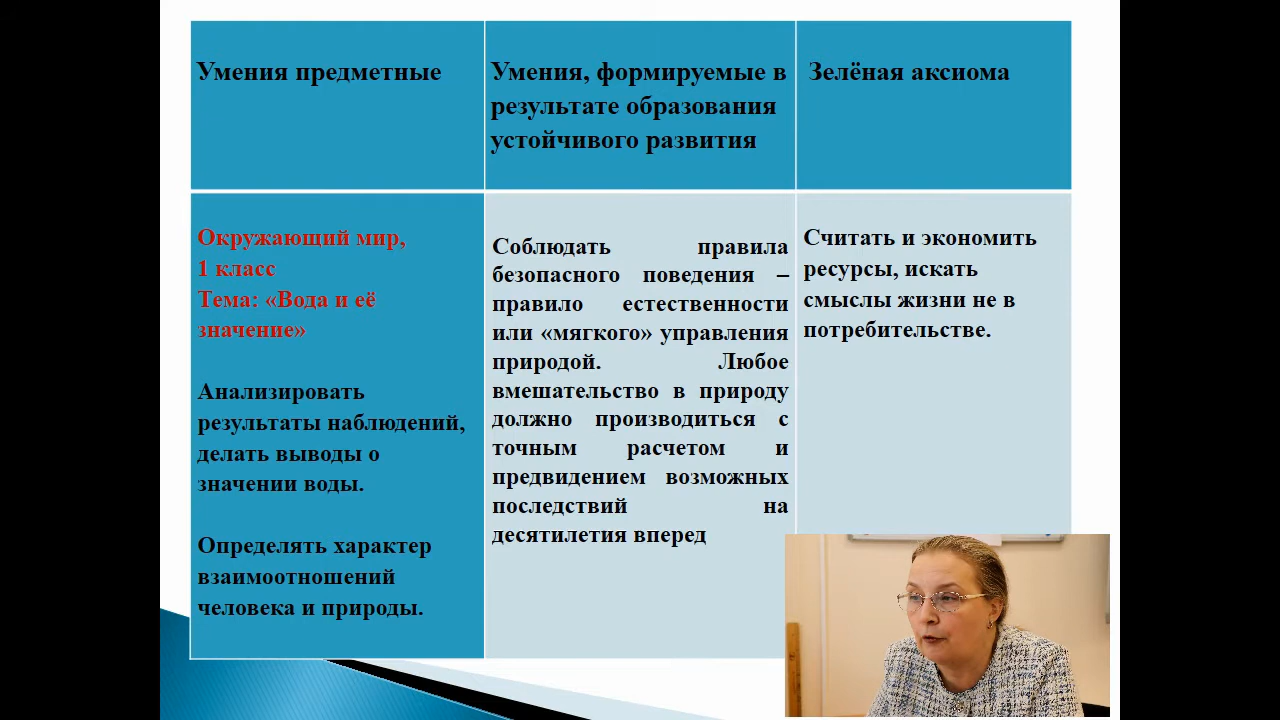 Умения предметные
Умения, формируемые в
результате образования
устойчивого развития
Зелёная аксиома
Окружающий мир,
1 класс
Тема: «Вода и её
значение»
Анализировать
результаты наблюдений,
делать выводы о
значении воды.
Определять характер
взаимоотношений
человека и природы.
Соблюдать правила
безопасного поведения –
правило естественности
или «мягкого» управления
природой. Любое
вмешательство в природу
должно производиться с
точным расчетом и
предвидением возможных
последствий на
десятилетия вперед
Считать и экономить
ресурсы, искать
смыслы жизни не в
потребительстве.